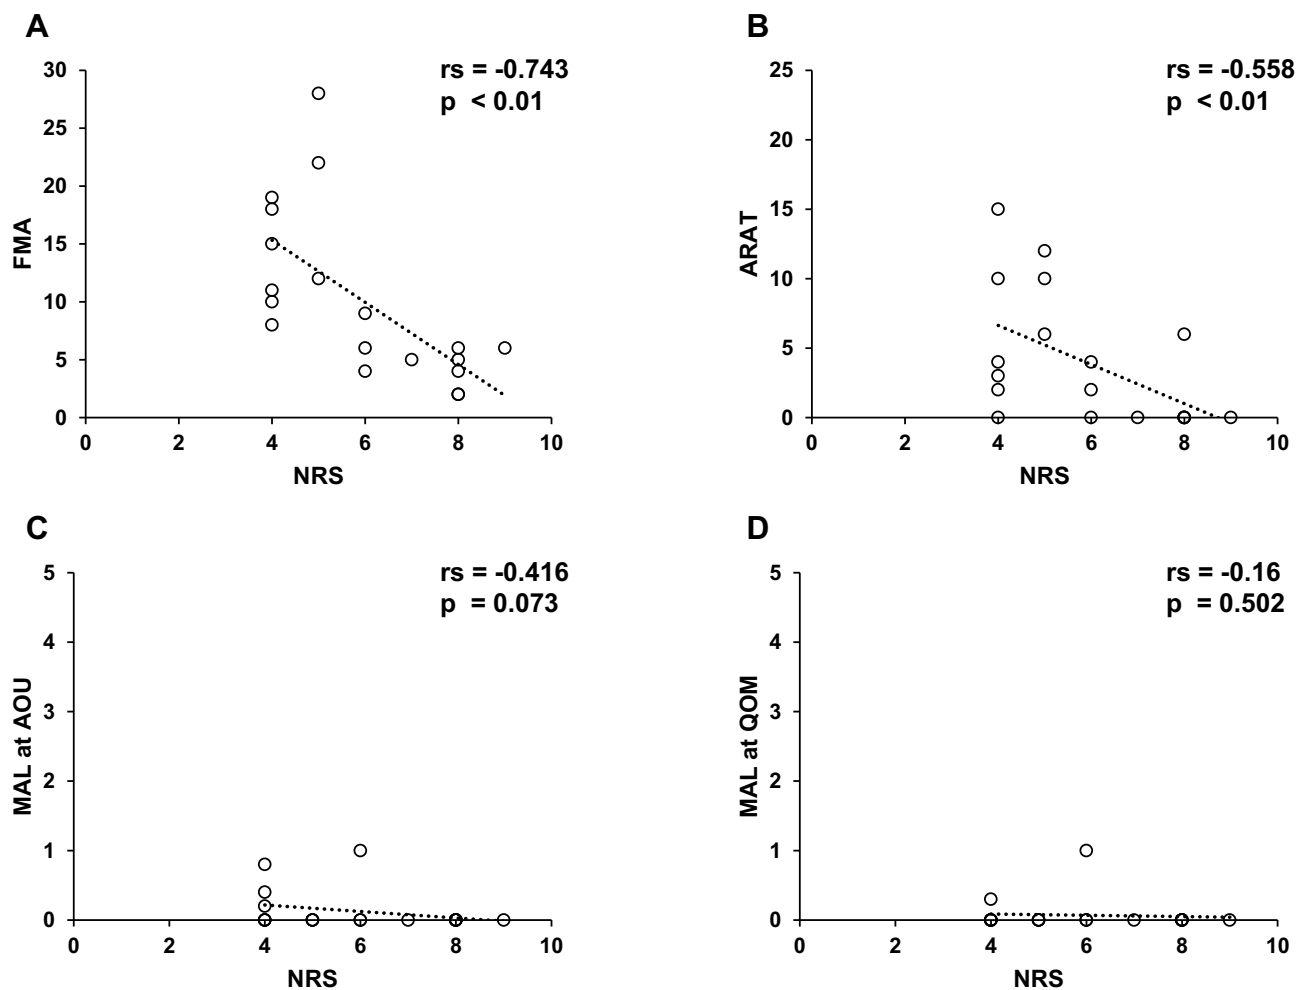 A
rs = -0.743
p < 0.01
30
25
20
15
10
5
0
FMA
0 2 4 6 8 10
NRS
B
rs = -0.558
p < 0.01
25
20
15
10
5
0
ARAT
0 2 4 6 8 10
NRS
C
rs = -0.416
p = 0.073
5
4
3
2
1
0
MAL at AOU
0 2 4 6 8 10
NRS
D
rs = -0.16
p = 0.502
5
4
3
2
1
0
MAL at QOM
0 2 4 6 8 10
NRS